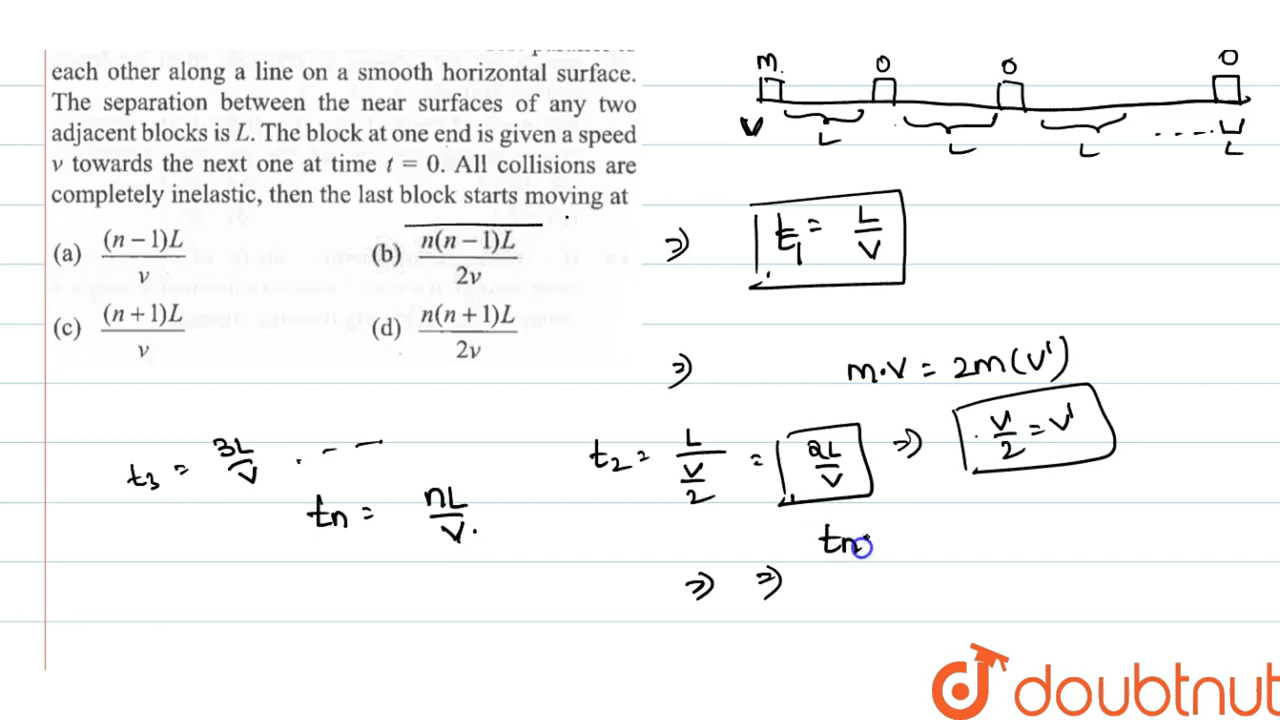 each other along a line on a smooth horizontal surface.
The separation between the near surfaces of any two
adjacent blocks is L. The block at one end is given a speed
v towards the next one at time t = 0. All collisions are
completely inelastic, then the last block starts moving at
(a) (n − 1)L / v
(b) n(n − 1)L / 2v
(c) (n + 1)L / v
(d) n(n + 1)L / 2v
m 0 0 0
v L L L .... L
⇒ t₁ = L/v
⇒ m·v = 2m(v')
t₂ = L/(v/2) = 2L/v ⇒ v/2 = v'
t₃ = 3L/v . - -
tn = nL/v.
tn
⇒ ⇒
doubtnut